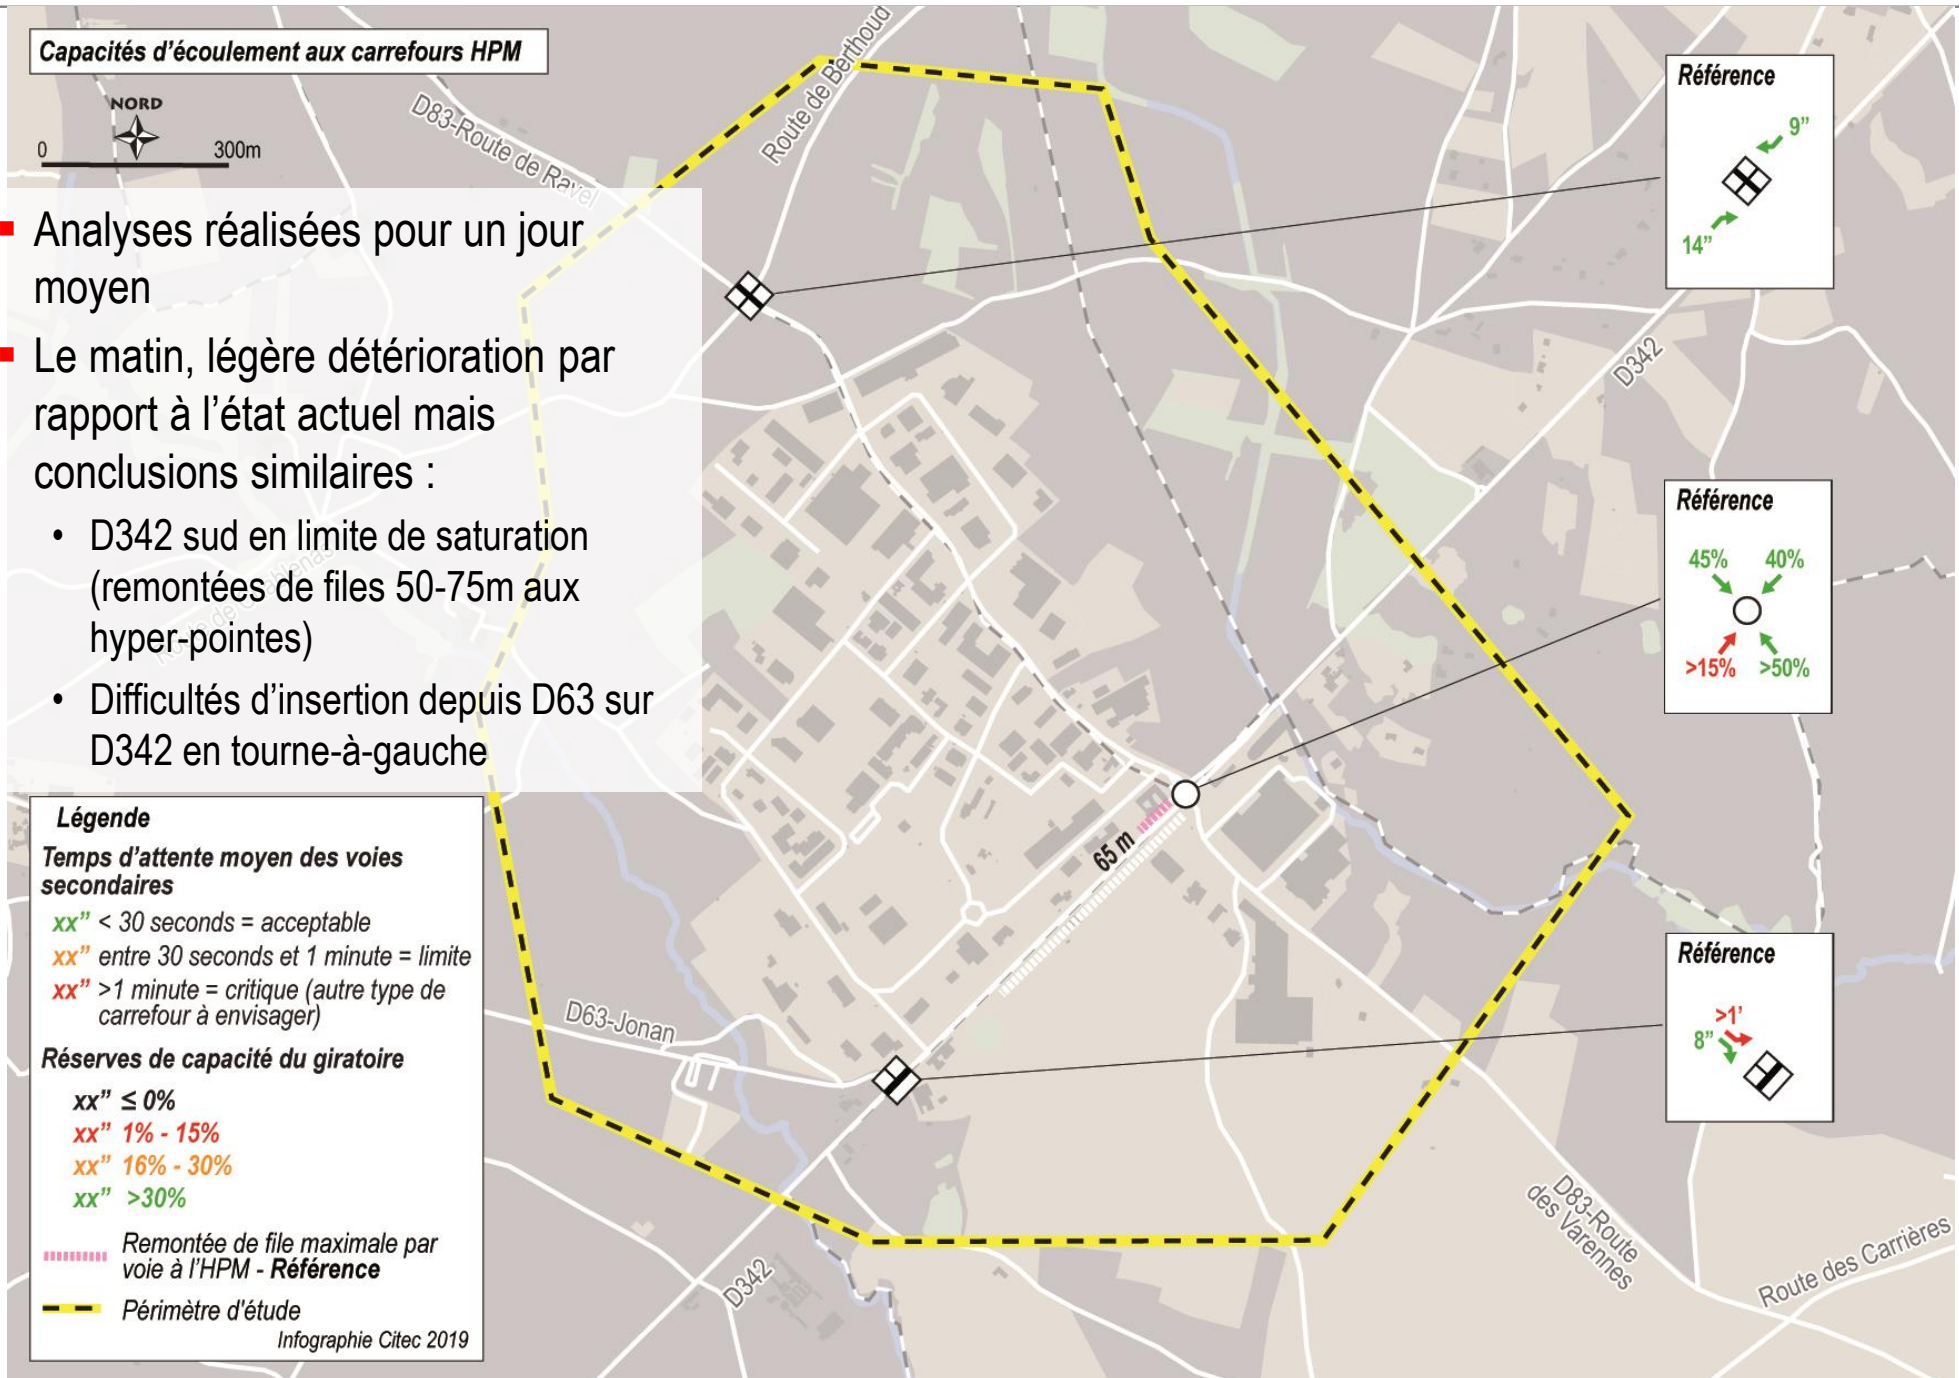 Capacités d'écoulement aux carrefours HPM
NORD
0 300m
D83-Route de Ravel
Route de Berthoud
▪ Analyses réalisées pour un jour
moyen
▪ Le matin, légère détérioration par
rapport à l'état actuel mais
conclusions similaires :
• D342 sud en limite de saturation
(remontées de files 50-75m aux
hyper-pointes)
• Difficultés d'insertion depuis D63 sur
D342 en tourne-à-gauche
Légende
Temps d'attente moyen des voies
secondaires
xx" < 30 seconds = acceptable
xx" entre 30 seconds et 1 minute = limite
xx" >1 minute = critique (autre type de
carrefour à envisager)
Réserves de capacité du giratoire
xx" ≤ 0%
xx" 1% - 15%
xx" 16% - 30%
xx" >30%
Remontée de file maximale par
voie à l'HPM - Référence
Périmètre d'étude
Infographie Citec 2019
D342
65 m
D63-Jonan
D342
D83-Route
des Varennes
Route des Carrières
Référence
9"
14"
Référence
45% 40%
>15% >50%
Référence
>1'
8"